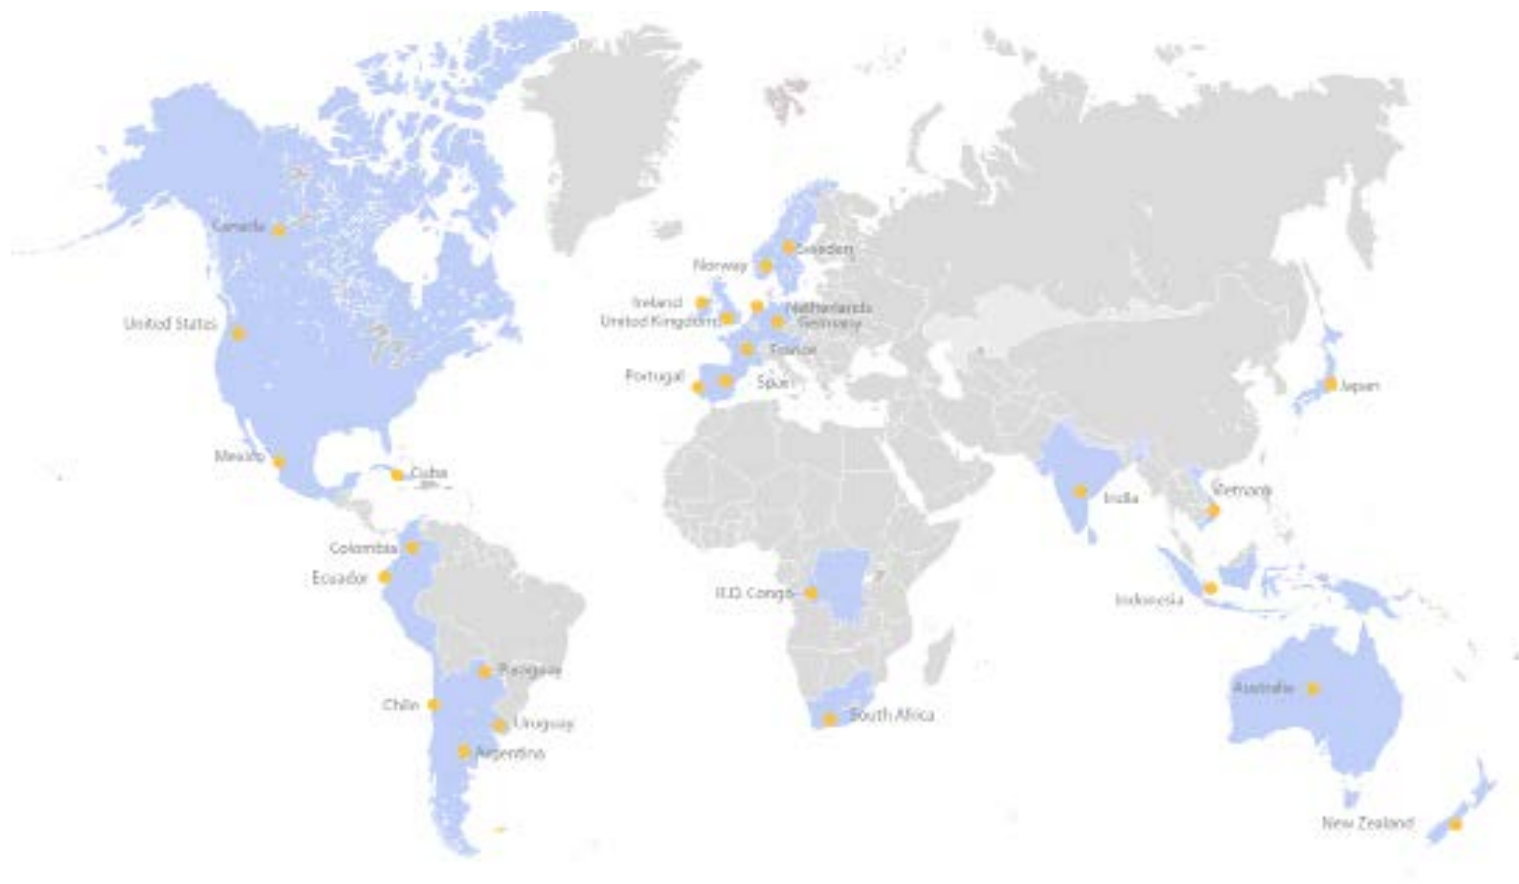 Canada
United States
Mexico
Cuba
Colombia
Ecuador
Paraguay
Chile
Uruguay
Argentina
Sweden
Norway
Ireland
Netherlands
United Kingdom
Germany
France
Portugal
Spain
R.D. Congo
South Africa
Japan
India
Vietnam
Indonesia
Australia
New Zealand